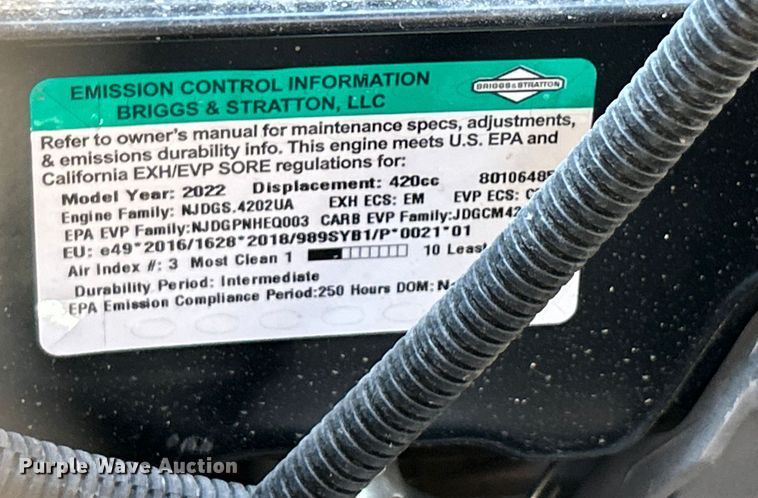 EMISSION CONTROL INFORMATION
BRIGGS & STRATTON, LLC
BRIGGS&STRATTON
Refer to owner's manual for maintenance specs, adjustments,
& emissions durability info. This engine meets U.S. EPA and
California EXH/EVP SORE regulations for:
Model Year: 2022 Displacement: 420cc 8010648
Engine Family: NJDGS.4202UA EXH ECS: EM EVP ECS:
EPA EVP Family:NJDGPNHEQ003 CARB EVP Family:JDGCM42
EU: e49*2016/1628*2018/989SYB1/P*0021*01
Air Index #: 3 Most Clean 1 10 Least
Durability Period: Intermediate
EPA Emission Compliance Period:250 Hours DOM:
Purple Wave Auction